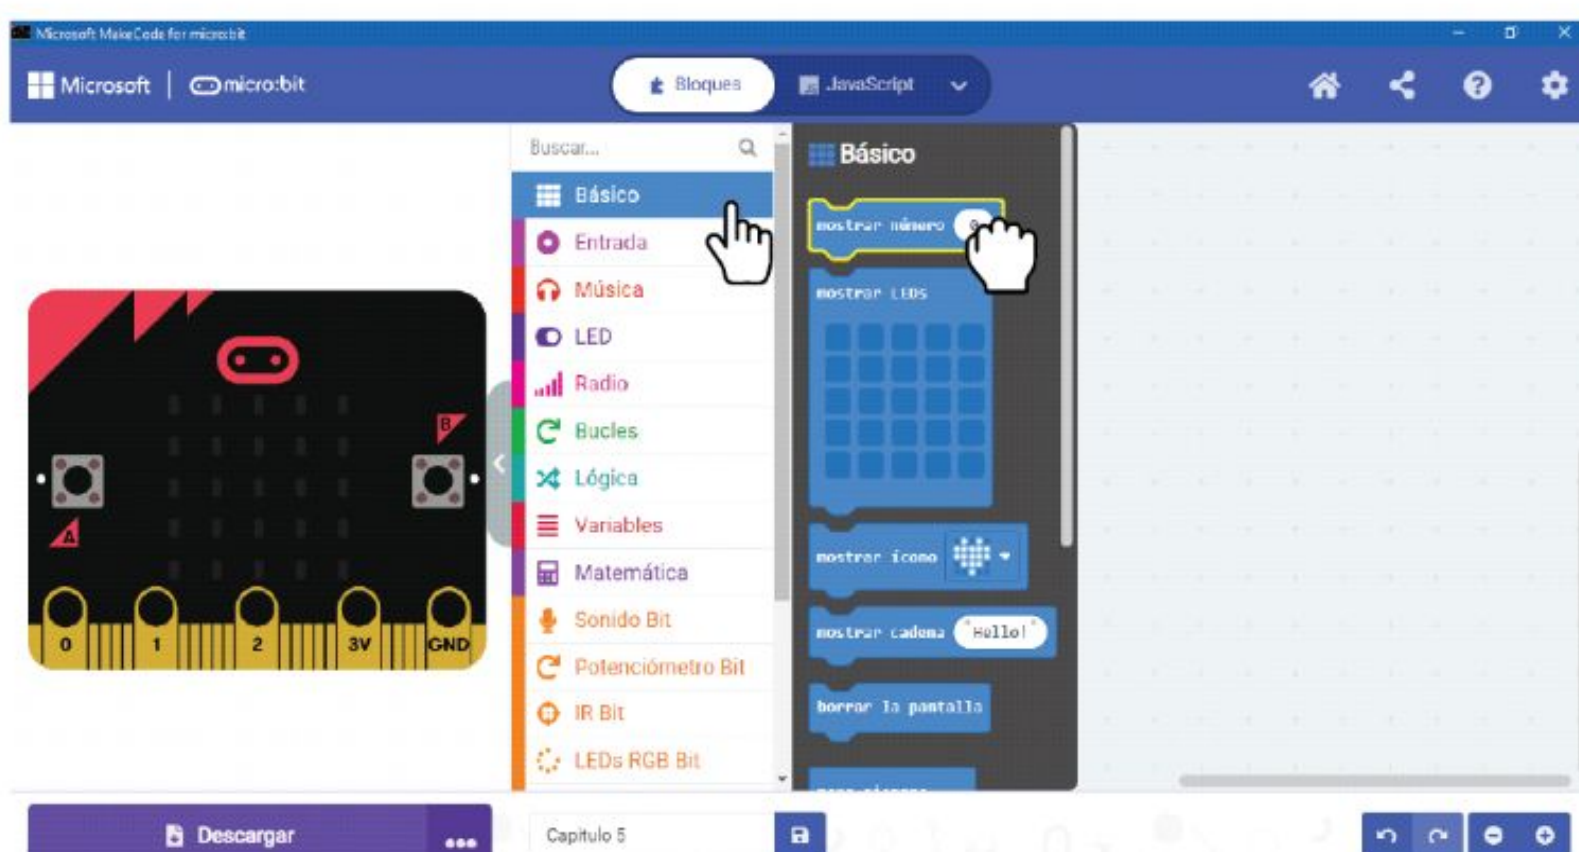 Microsoft MakeCode for micro:bit
Microsoft | micro:bit
Bloques
JavaScript
Buscar...
Básico
Entrada
Música
LED
Radio
Bucles
Lógica
Variables
Matemática
Sonido Bit
Potenciómetro Bit
IR Bit
LEDs RGB Bit
Básico
mostrar número
mostrar LEDs
mostrar ícono
mostrar cadena "Hello!"
borrar la pantalla
B
A
0 1 2 3V GND
Descargar
Capitulo 5